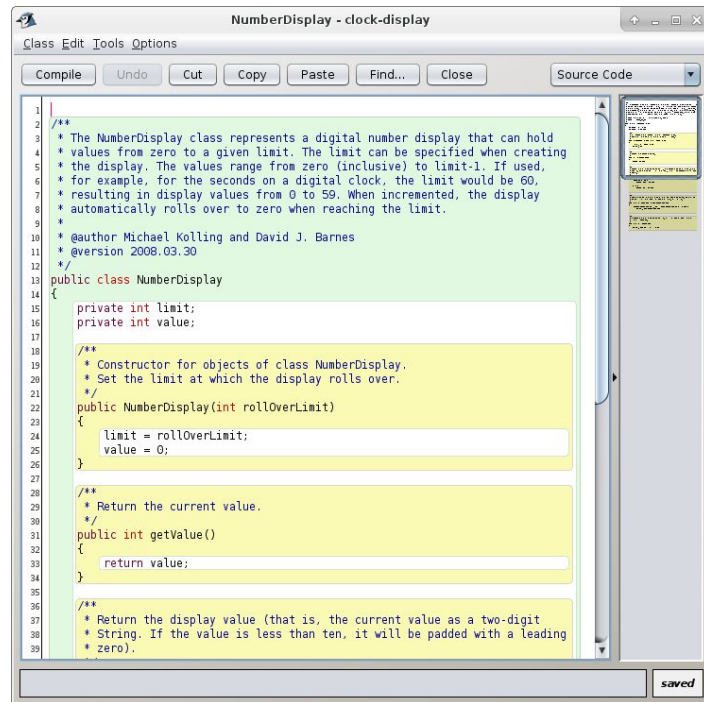 NumberDisplay - clock-display
Class Edit Tools Options
Compile Undo Cut Copy Paste Find... Close Source Code
1
2 /**
3  * The NumberDisplay class represents a digital number display that can hold
4  * values from zero to a given limit. The limit can be specified when creating
5  * the display. The values range from zero (inclusive) to limit-1. If used,
6  * for example, for the seconds on a digital clock, the limit would be 60,
7  * resulting in display values from 0 to 59. When incremented, the display
8  * automatically rolls over to zero when reaching the limit.
9  *
10  * @author Michael Kolling and David J. Barnes
11  * @version 2008.03.30
12  */
13 public class NumberDisplay
14 {
15     private int limit;
16     private int value;
17
18     /**
19      * Constructor for objects of class NumberDisplay.
20      * Set the limit at which the display rolls over.
21      */
22     public NumberDisplay(int rollOverLimit)
23     {
24         limit = rollOverLimit;
25         value = 0;
26     }
27
28     /**
29      * Return the current value.
30      */
31     public int getValue()
32     {
33         return value;
34     }
35
36     /**
37      * Return the display value (that is, the current value as a two-digit
38      * String. If the value is less than ten, it will be padded with a leading
39      * zero).
saved